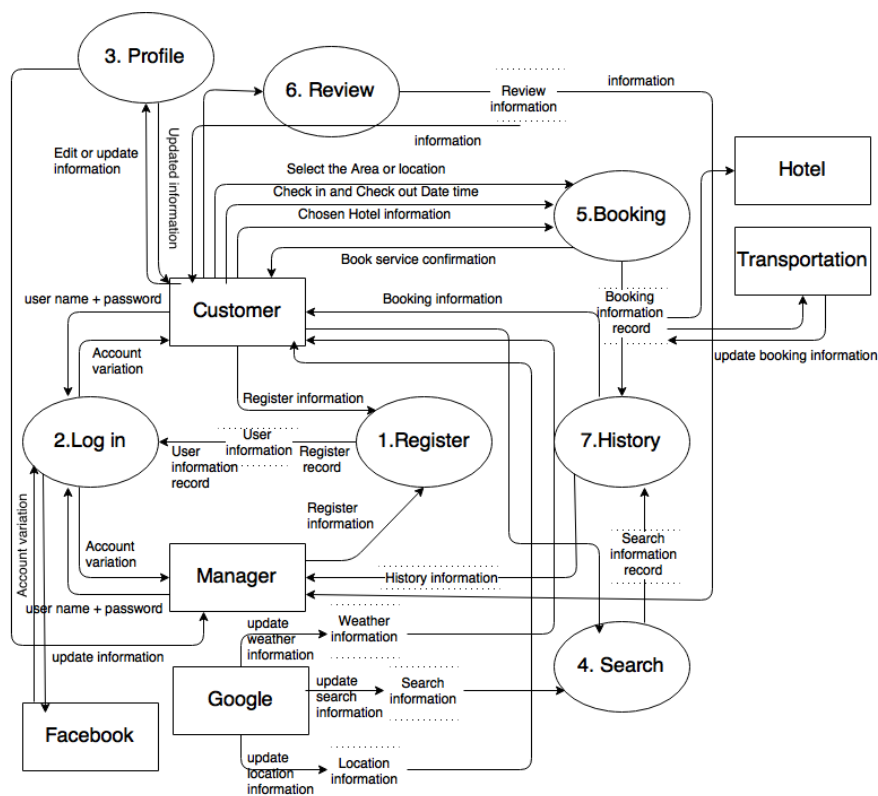 3. Profile
6. Review
Review
information
information
information
Edit or update
information
Updated information
Select the Area or location
Check in and Check out Date time
Chosen Hotel information
5.Booking
Hotel
Transportation
Book service confirmation
user name + password
Customer
Booking information
Booking
information
record
update booking information
Account
variation
Register information
2.Log in
User
information
User
information
record
Register
record
1.Register
7.History
Register
information
Account variation
Account
variation
Manager
History information
Search
information
record
user name + password
update information
update
weather
information
Weather
information
4. Search
Google
update
search
information
Search
information
Facebook
update
location
information
Location
information